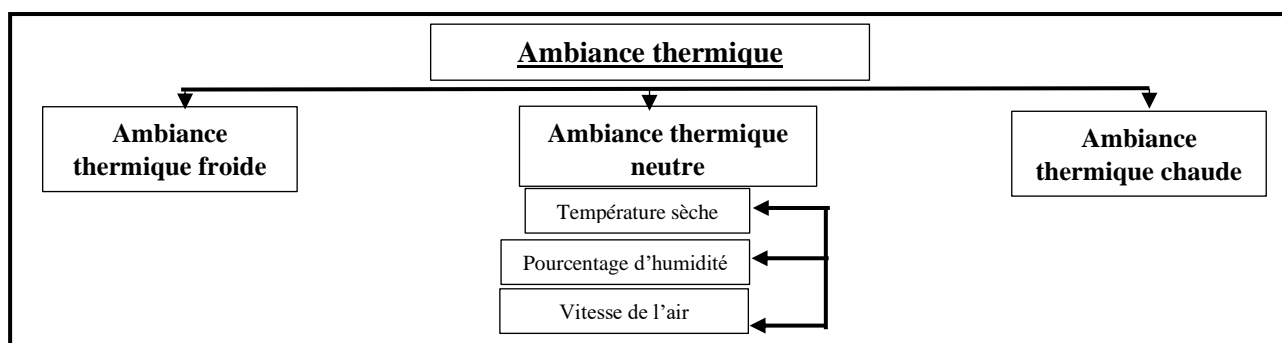 Ambiance thermique
Ambiance
thermique froide
Ambiance thermique
neutre
Ambiance
thermique chaude
Température sèche
Pourcentage d’humidité
Vitesse de l’air